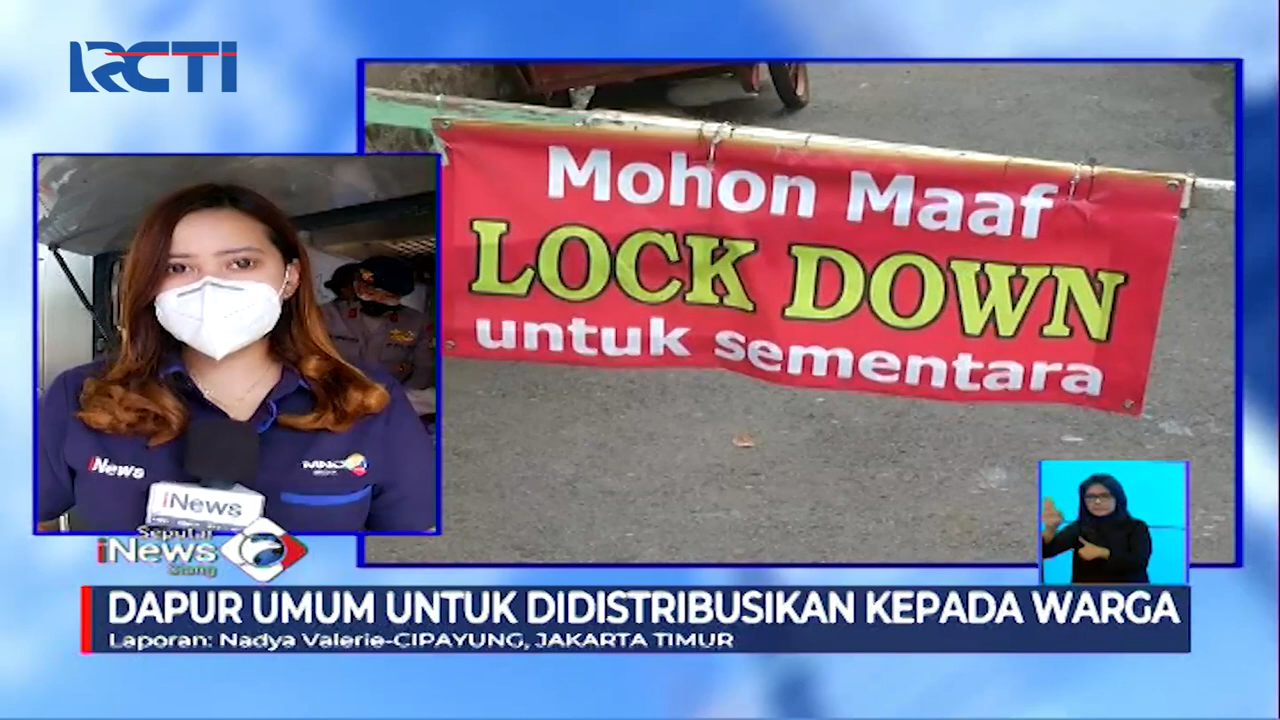 RCTI
Mohon Maaf
LOCK DOWN
untuk sementara
iNews
MNC
iNews
Seputar
iNews
Siang
DAPUR UMUM UNTUK DIDISTRIBUSIKAN KEPADA WARGA
Laporan: Nadya Valerie-CIPAYUNG, JAKARTA TIMUR